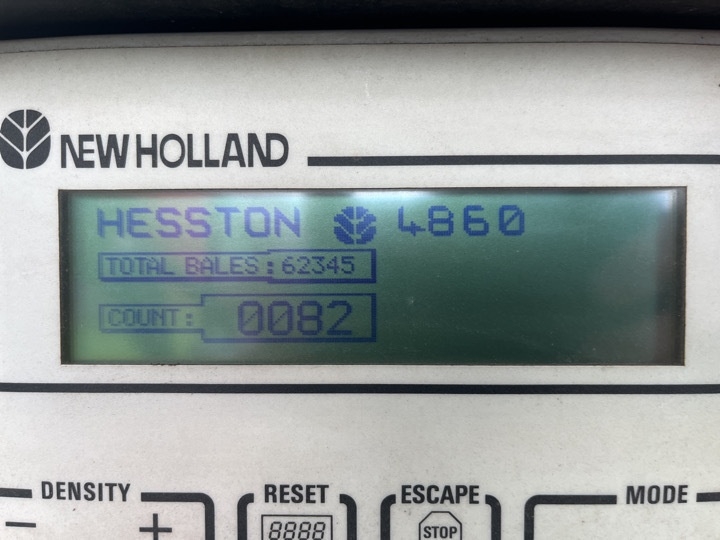 NEW HOLLAND
HESSTON 4860
TOTAL BALES: 62345
COUNT: 0082
DENSITY RESET ESCAPE MODE
- + 8888 STOP